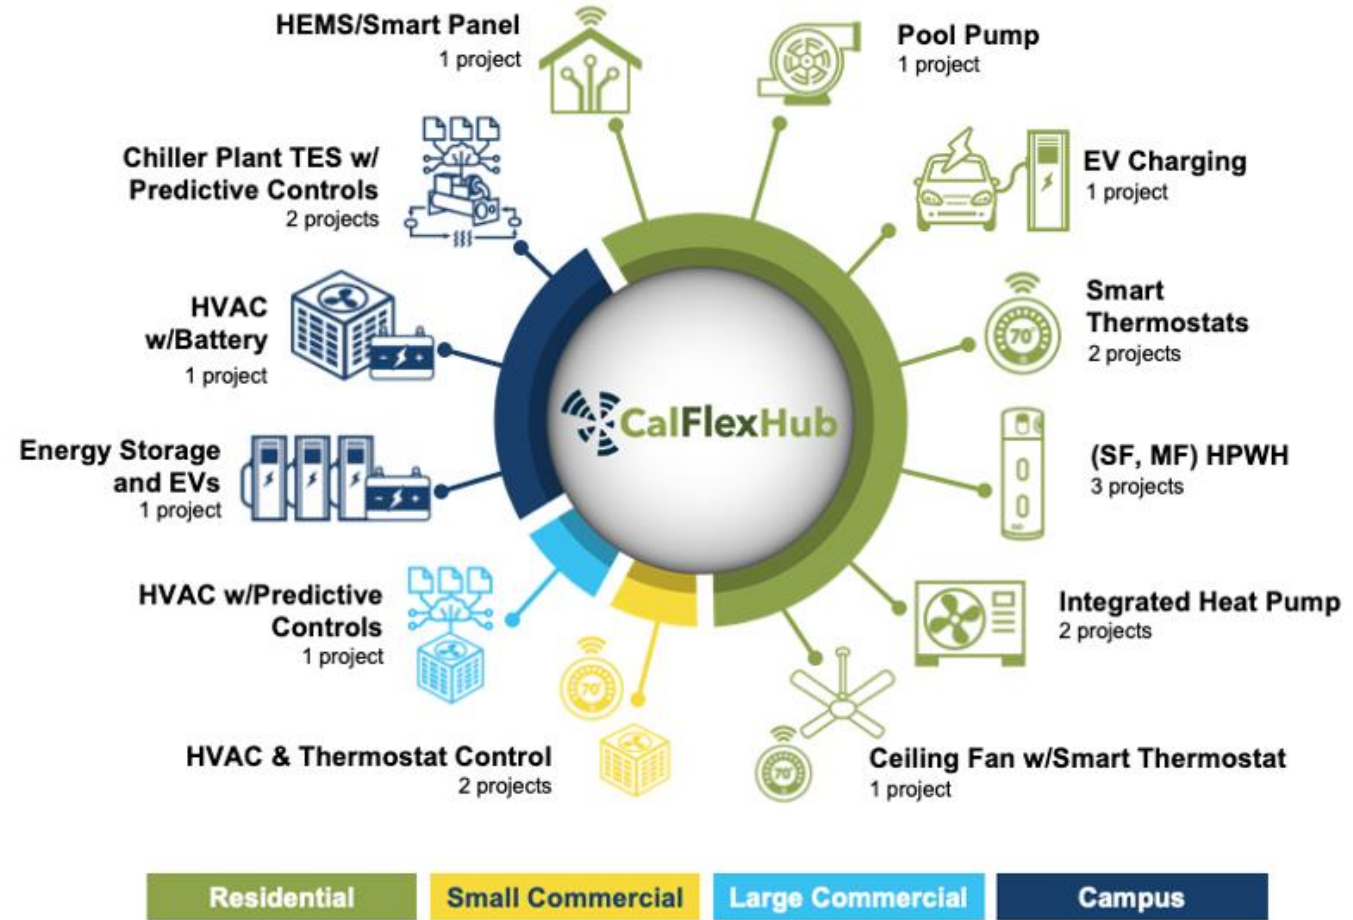 HEMS/Smart Panel
1 project
Pool Pump
1 project
Chiller Plant TES w/
Predictive Controls
2 projects
EV Charging
1 project
HVAC
w/Battery
1 project
Smart
Thermostats
2 projects
70°
CalFlexHub
Energy Storage
and EVs
1 project
(SF, MF) HPWH
3 projects
HVAC w/Predictive
Controls
1 project
Integrated Heat Pump
2 projects
70°
HVAC & Thermostat Control
2 projects
70°
Ceiling Fan w/Smart Thermostat
1 project
Residential
Small Commercial
Large Commercial
Campus